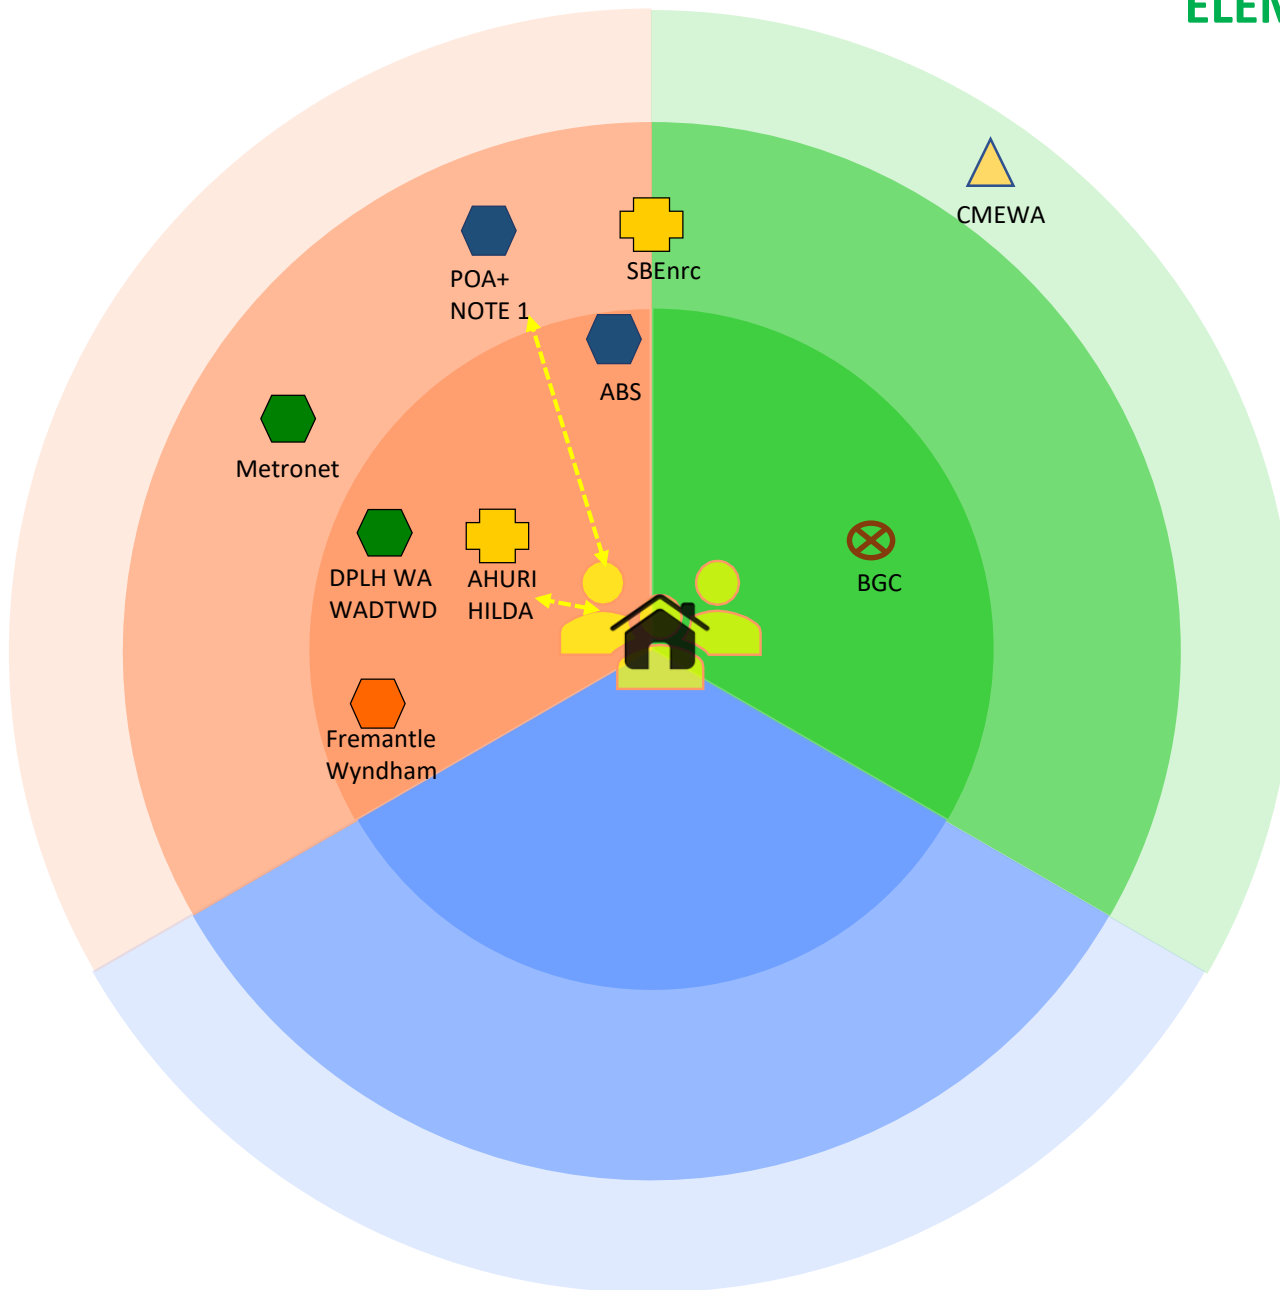 CMEWA
SBEnrc
POA+
NOTE 1
ABS
Metronet
DPLH WA
WADTWD
AHURI
HILDA
BGC
Fremantle
Wyndham